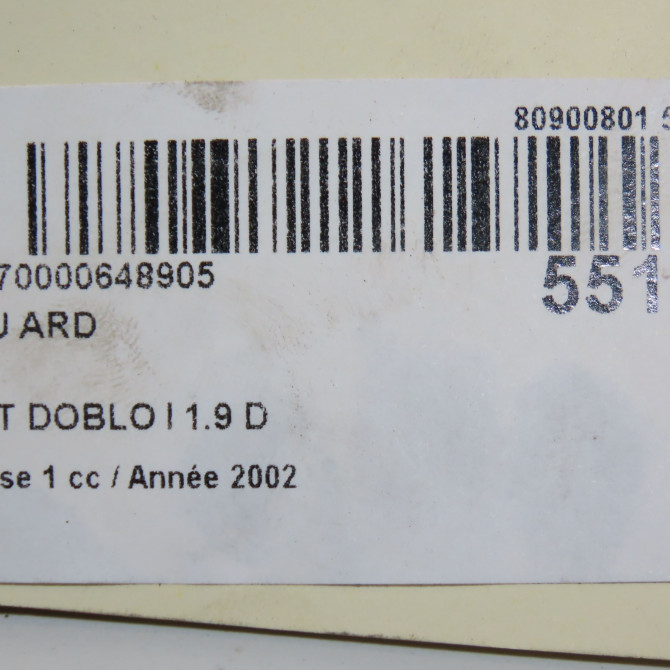 80900801 5
70000648905
551
U ARD
T DOBLO I 1.9 D
se 1 cc / Année 2002